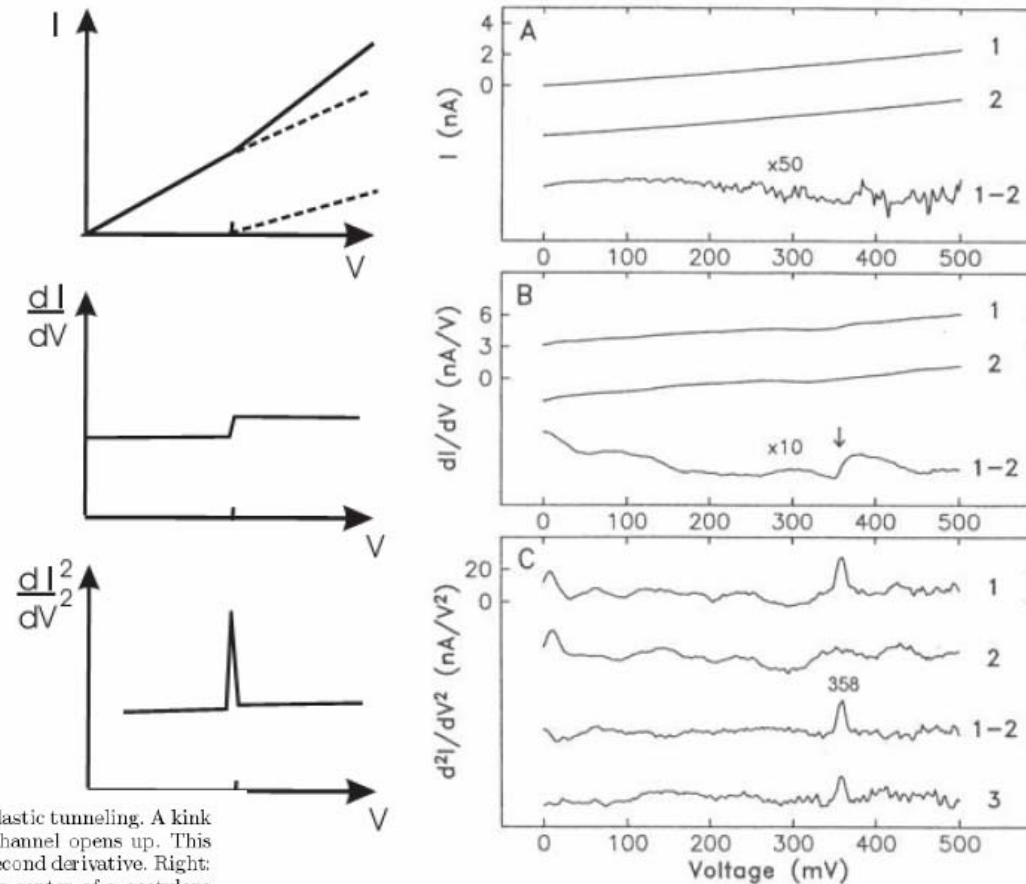 I
V
dI
dV
V
dI²
dV²
V
lastic tunneling. A kink
hannel opens up. This
econd derivative. Right:
A
I (nA)
4
2
0
1
2
x50
1-2
0 100 200 300 400 500
B
dI/dV (nA/V)
6
3
0
1
2
x10
↓
1-2
0 100 200 300 400 500
C
d²I/dV² (nA/V²)
20
0
1
2
358
1-2
3
0 100 200 300 400 500
Voltage (mV)